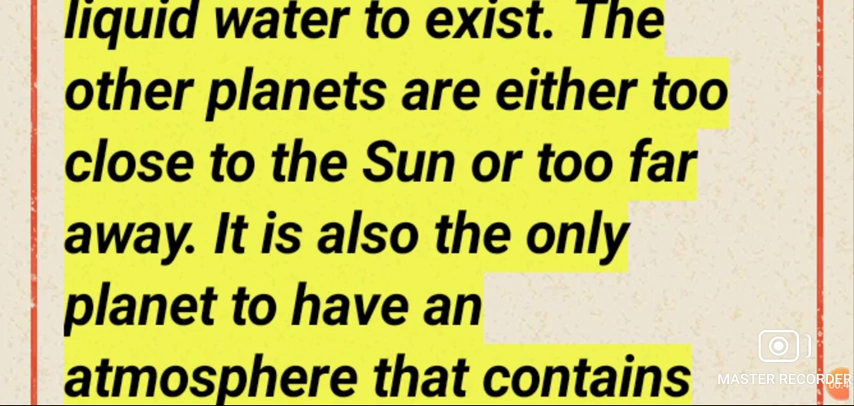 liquid water to exist. The
other planets are either too
close to the Sun or too far
away. It is also the only
planet to have an
atmosphere that contains
MASTER RECORDER